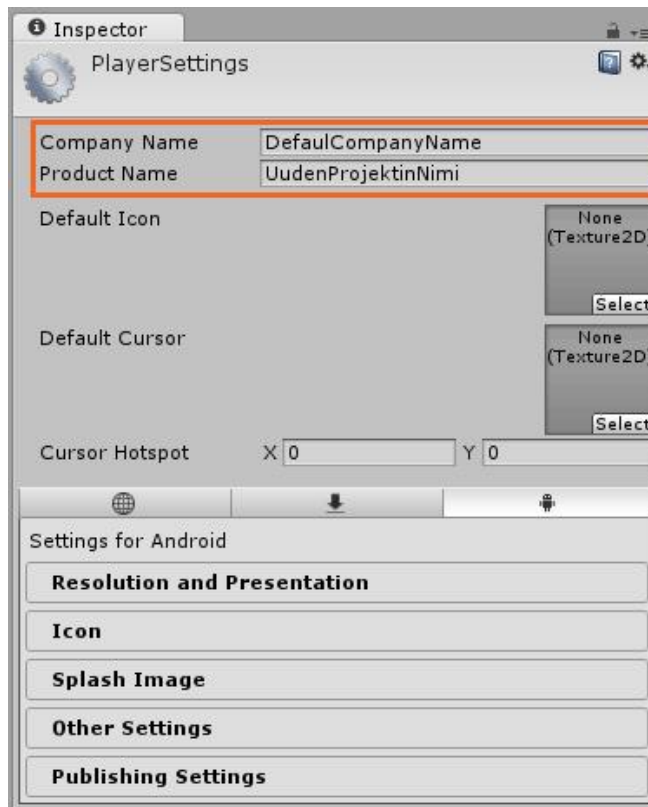 Inspector
PlayerSettings
Company Name DefaulCompanyName
Product Name UudenProjektinNimi
Default Icon
None
(Texture2D)
Select
Default Cursor
None
(Texture2D)
Select
Cursor Hotspot X 0 Y 0
Settings for Android
Resolution and Presentation
Icon
Splash Image
Other Settings
Publishing Settings